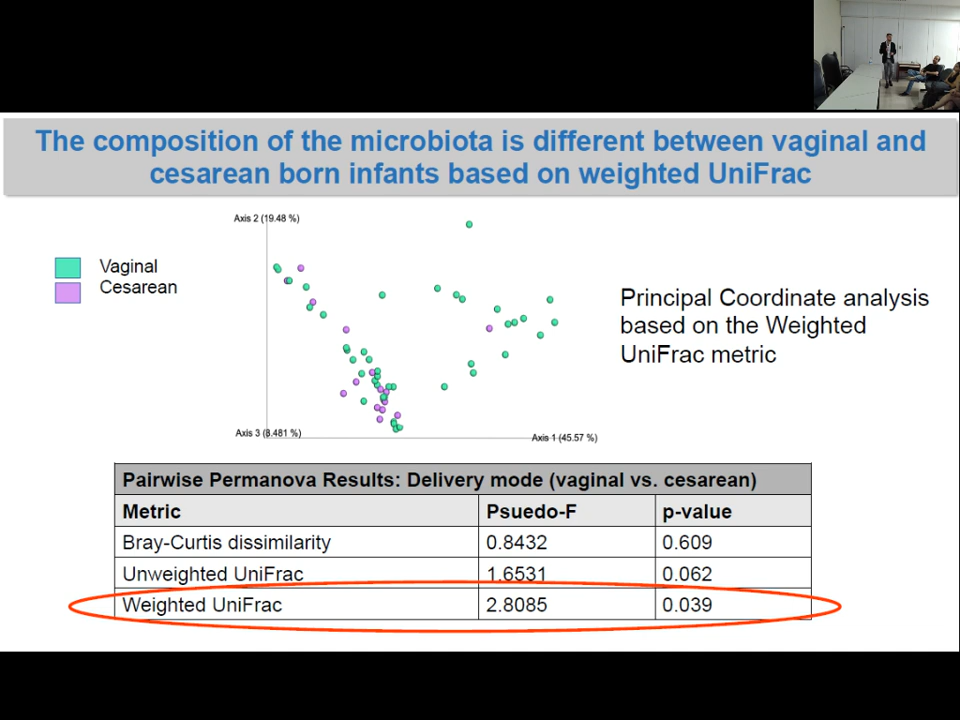 The composition of the microbiota is different between vaginal and
cesarean born infants based on weighted UniFrac
Axis 2 (19.48 %)
Vaginal
Cesarean
Principal Coordinate analysis
based on the Weighted
UniFrac metric
Axis 3 (8.481 %)
Axis 1 (45.57 %)
Pairwise Permanova Results: Delivery mode (vaginal vs. cesarean)
Metric Psuedo-F p-value
Bray-Curtis dissimilarity 0.8432 0.609
Unweighted UniFrac 1.6531 0.062
Weighted UniFrac 2.8085 0.039